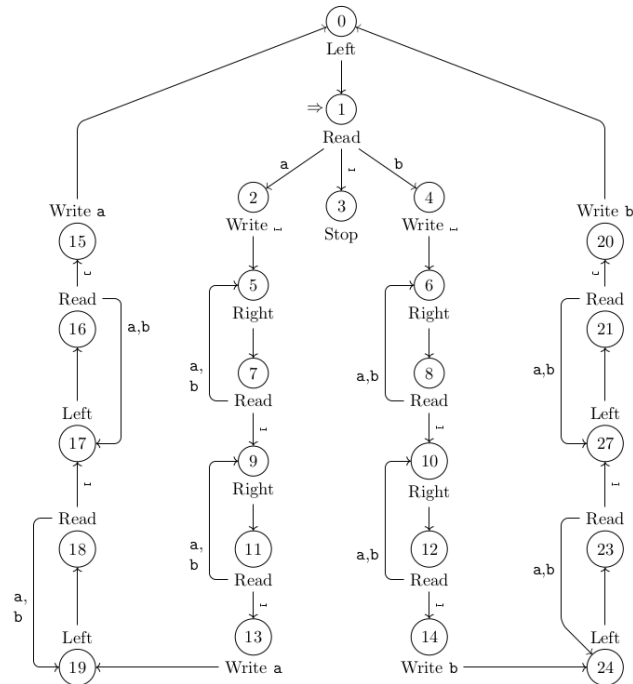 0
Left
⇒ 1
Read
a ␣ b
2 4
3
Write a Write b
Write ␣ Write ␣
Stop
15 20
␣ ␣
5 6
Read Read
Right Right
16 a,b 21
a,b
a, a,b
b
7 8
Read Read
Left Left
␣ ␣
17 9 10 27
␣ ␣
Right Right
Read Read
18 11 12 23
a, a,b a,b
b
Read Read
a,
b
␣ ␣
Left 13 14 Left
19 Write a Write b 24